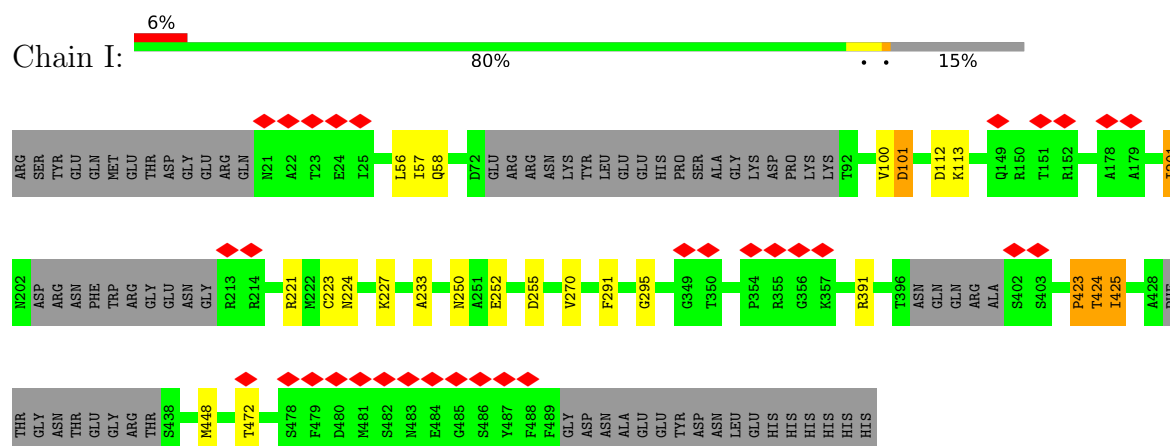 6%
Chain I:
80%
•
•
15%
ARG SER TYR GLU GLN MET GLU THR ASP GLY GLU ARG GLN N21 A22 T23 E24 I25 L56 I57 Q58 D72 GLU ARG ARG ASN LYS TYR LEU GLU GLU HIS PRO SER ALA GLY LYS ASP PRO LYS LYS T92 V100 D101 D112 K113 Q149 R150 T151 R152 A178 A179 I201
N202 ASP ARG ASN PHE TRP ARG GLY GLU ASN GLY R213 R214 R221 M222 C223 N224 K227 A233 N250 A251 E252 D255 V270 F291 G295 G349 T350 P354 R355 G356 K357 R391 T396 ASN GLN GLN ARG ALA S402 S403 P423 T424 I425 A428 PHE
THR GLY ASN THR GLU GLY ARG THR S438 M448 T472 S478 F479 D480 M481 S482 N483 E484 G485 S486 Y487 F488 F489 GLY ASP ASN ALA GLU GLU TYR ASP ASN LEU GLU HIS HIS HIS HIS HIS HIS